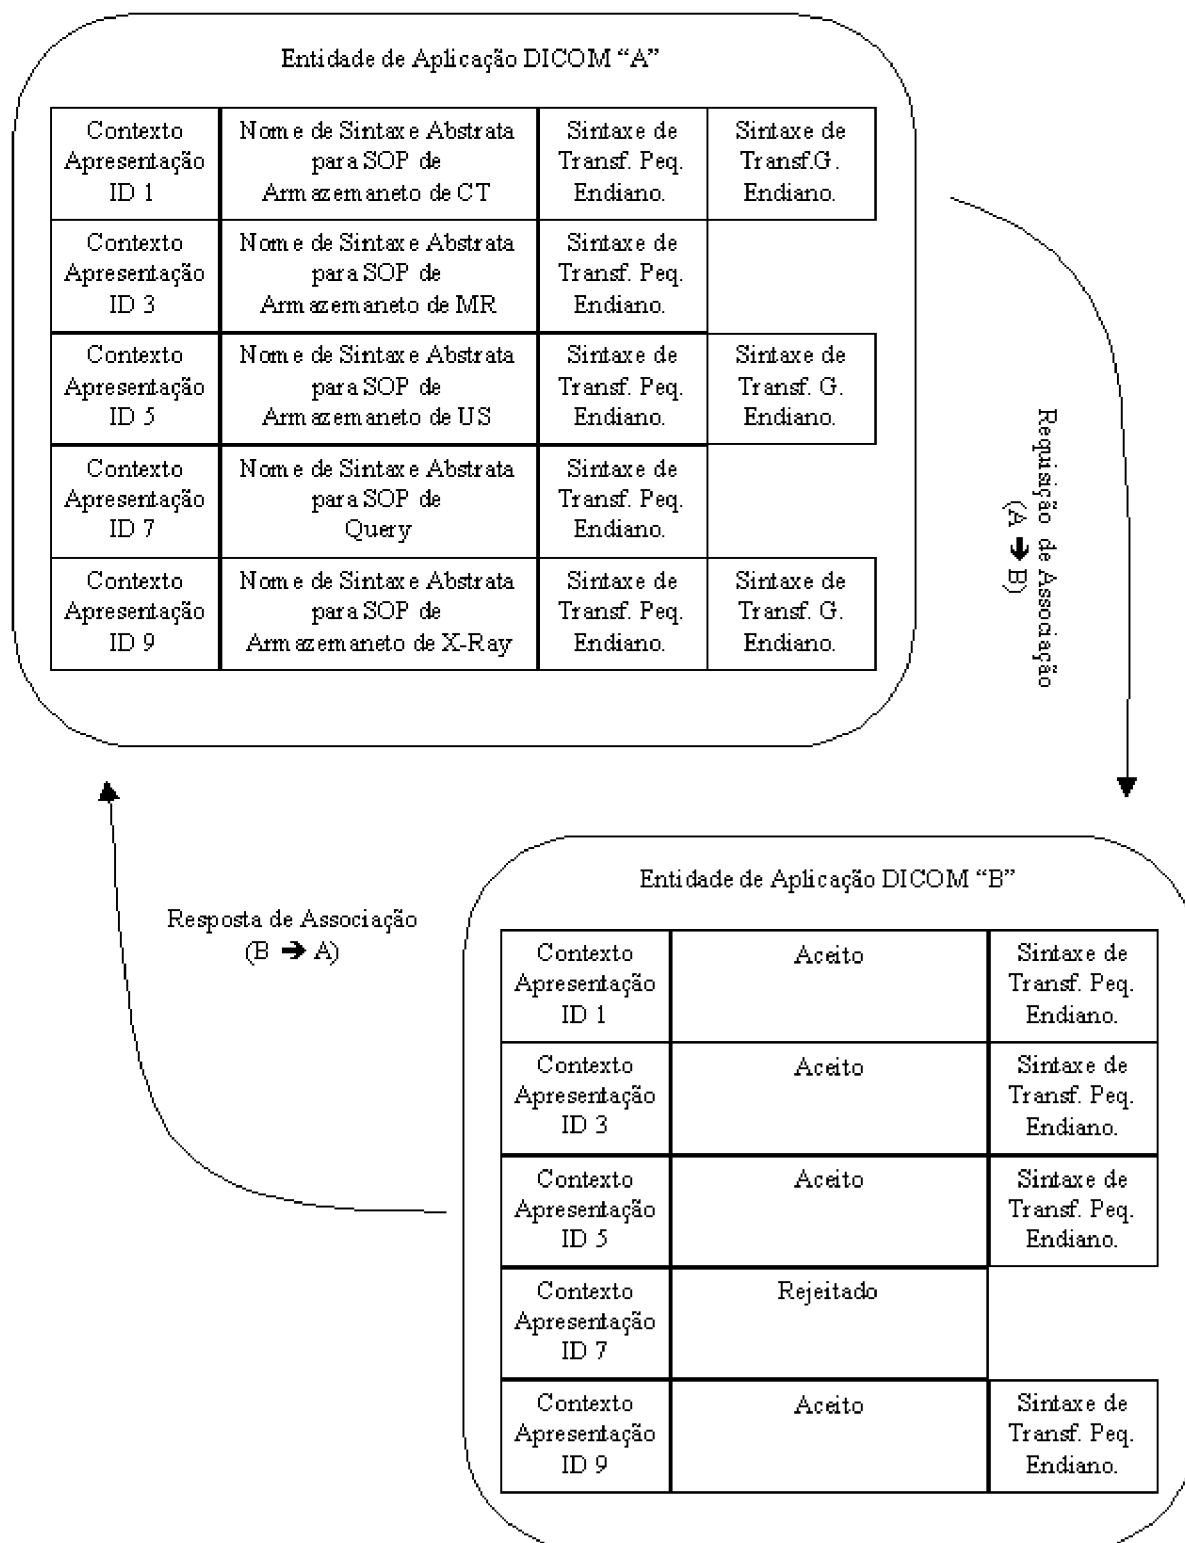 Entidade de Aplicação DICOM “A”
Contexto
Apresentação
ID 1
Nome de Sintaxe Abstrata
para SOP de
Armazemaneto de CT
Sintaxe de
Transf. Peq.
Endiano.
Sintaxe de
Transf.G.
Endiano.
Contexto
Apresentação
ID 3
Nome de Sintaxe Abstrata
para SOP de
Armazemaneto de MR
Sintaxe de
Transf. Peq.
Endiano.
Contexto
Apresentação
ID 5
Nome de Sintaxe Abstrata
para SOP de
Armazemaneto de US
Sintaxe de
Transf. Peq.
Endiano.
Sintaxe de
Transf. G.
Endiano.
Contexto
Apresentação
ID 7
Nome de Sintaxe Abstrata
para SOP de
Query
Sintaxe de
Transf. Peq.
Endiano.
Contexto
Apresentação
ID 9
Nome de Sintaxe Abstrata
para SOP de
Armazemaneto de X-Ray
Sintaxe de
Transf. Peq.
Endiano.
Sintaxe de
Transf. G.
Endiano.
Requisição de Associação
(A → B)
Resposta de Associação
(B → A)
Entidade de Aplicação DICOM “B”
Contexto
Apresentação
ID 1
Aceito
Sintaxe de
Transf. Peq.
Endiano.
Contexto
Apresentação
ID 3
Aceito
Sintaxe de
Transf. Peq.
Endiano.
Contexto
Apresentação
ID 5
Aceito
Sintaxe de
Transf. Peq.
Endiano.
Contexto
Apresentação
ID 7
Rejeitado
Contexto
Apresentação
ID 9
Aceito
Sintaxe de
Transf. Peq.
Endiano.